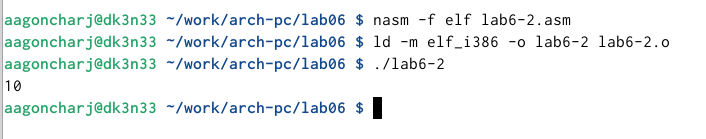 aagoncharj@dk3n33 ~/work/arch-pc/lab06 $ nasm -f elf lab6-2.asm
aagoncharj@dk3n33 ~/work/arch-pc/lab06 $ ld -m elf_i386 -o lab6-2 lab6-2.o
aagoncharj@dk3n33 ~/work/arch-pc/lab06 $ ./lab6-2
10
aagoncharj@dk3n33 ~/work/arch-pc/lab06 $